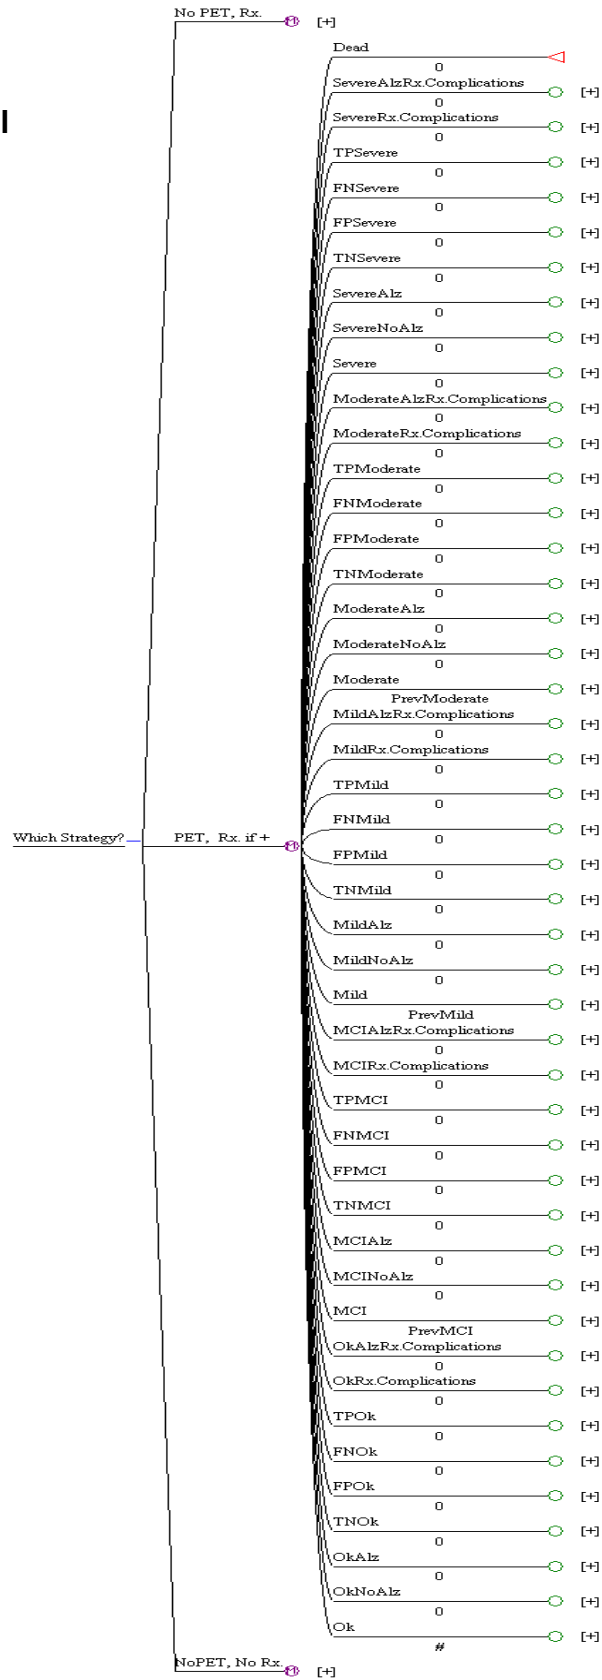 No PET, Rx.
[+]
Dead
0
SevereAlzRx.Complications
[+]
0
l
SevereRx.Complications
[+]
0
TPSevere
[+]
0
FNSevere
[+]
0
FPSevere
[+]
0
TNSevere
[+]
0
SevereAlz
[+]
0
SevereNoAlz
[+]
0
Severe
[+]
0
ModerateAlzRx.Complications
[+]
0
ModerateRx.Complications
[+]
0
TPModerate
[+]
0
FNModerate
[+]
0
FPModerate
[+]
0
TNModerate
[+]
0
ModerateAlz
[+]
0
ModerateNoAlz
[+]
0
Moderate
[+]
PrevModerate
MildAlzRx.Complications
[+]
0
MildRx.Complications
[+]
0
TPMild
[+]
0
Which Strategy?
PET, Rx. if +
FNMild
[+]
0
FPMild
[+]
0
TNMild
[+]
0
MildAlz
[+]
0
MildNoAlz
[+]
0
Mild
[+]
PrevMild
MCIAlzRx.Complications
[+]
0
MCIRx.Complications
[+]
0
TPMCI
[+]
0
FNMCI
[+]
0
FPMCI
[+]
0
TNMCI
[+]
0
MCIAlz
[+]
0
MCINoAlz
[+]
0
MCI
[+]
PrevMCI
OkAlzRx.Complications
[+]
0
OkRx.Complications
[+]
0
TPOk
[+]
0
FNOk
[+]
0
FPOk
[+]
0
TNOk
[+]
0
OkAlz
[+]
0
OkNoAlz
[+]
0
Ok
[+]
#
NoPET, No Rx.
[+]